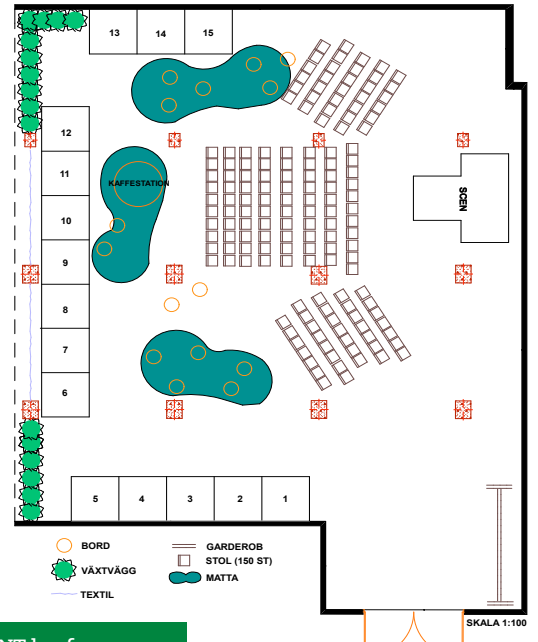 13 14 15
12
11
KAFFESTATION
10
SCEN
9
8
7
6
5 4 3 2 1
BORD
VÄXTVÄGG
TEXTIL
GARDEROB
STOL (150 ST)
MATTA
SKALA 1:100